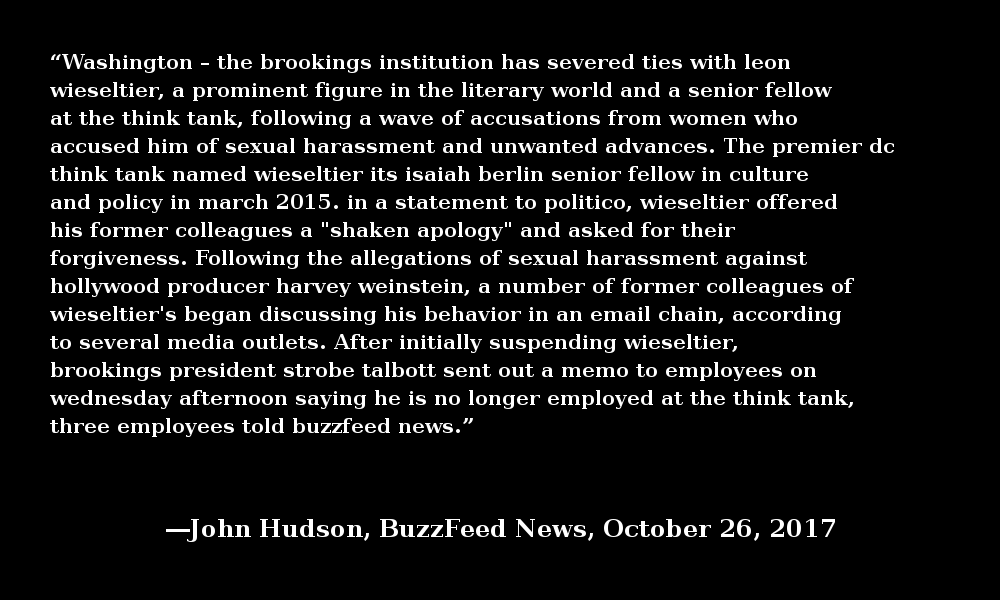 “Washington – the brookings institution has severed ties with leon
wieseltier, a prominent figure in the literary world and a senior fellow
at the think tank, following a wave of accusations from women who
accused him of sexual harassment and unwanted advances. The premier dc
think tank named wieseltier its isaiah berlin senior fellow in culture
and policy in march 2015. in a statement to politico, wieseltier offered
his former colleagues a "shaken apology" and asked for their
forgiveness. Following the allegations of sexual harassment against
hollywood producer harvey weinstein, a number of former colleagues of
wieseltier's began discussing his behavior in an email chain, according
to several media outlets. After initially suspending wieseltier,
brookings president strobe talbott sent out a memo to employees on
wednesday afternoon saying he is no longer employed at the think tank,
three employees told buzzfeed news.”
—John Hudson, BuzzFeed News, October 26, 2017